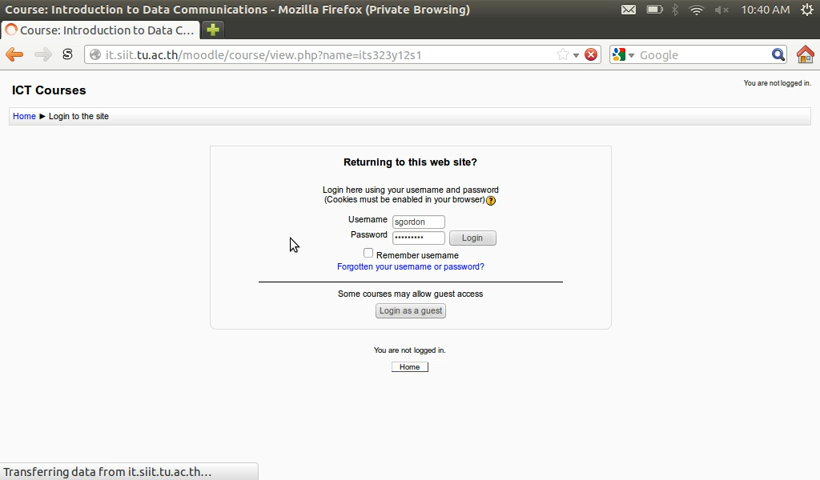 Course: Introduction to Data Communications - Mozilla Firefox (Private Browsing)
10:40 AM
Course: Introduction to Data C...
S
it.siit.tu.ac.th/moodle/course/view.php?name=its323y12s1
Google
You are not logged in.
ICT Courses
Home ► Login to the site
Returning to this web site?
Login here using your username and password
(Cookies must be enabled in your browser)?
Username sgordon
Password ••••••••• Login
Remember username
Forgotten your username or password?
Some courses may allow guest access
Login as a guest
You are not logged in.
Home
Transferring data from it.siit.tu.ac.th...